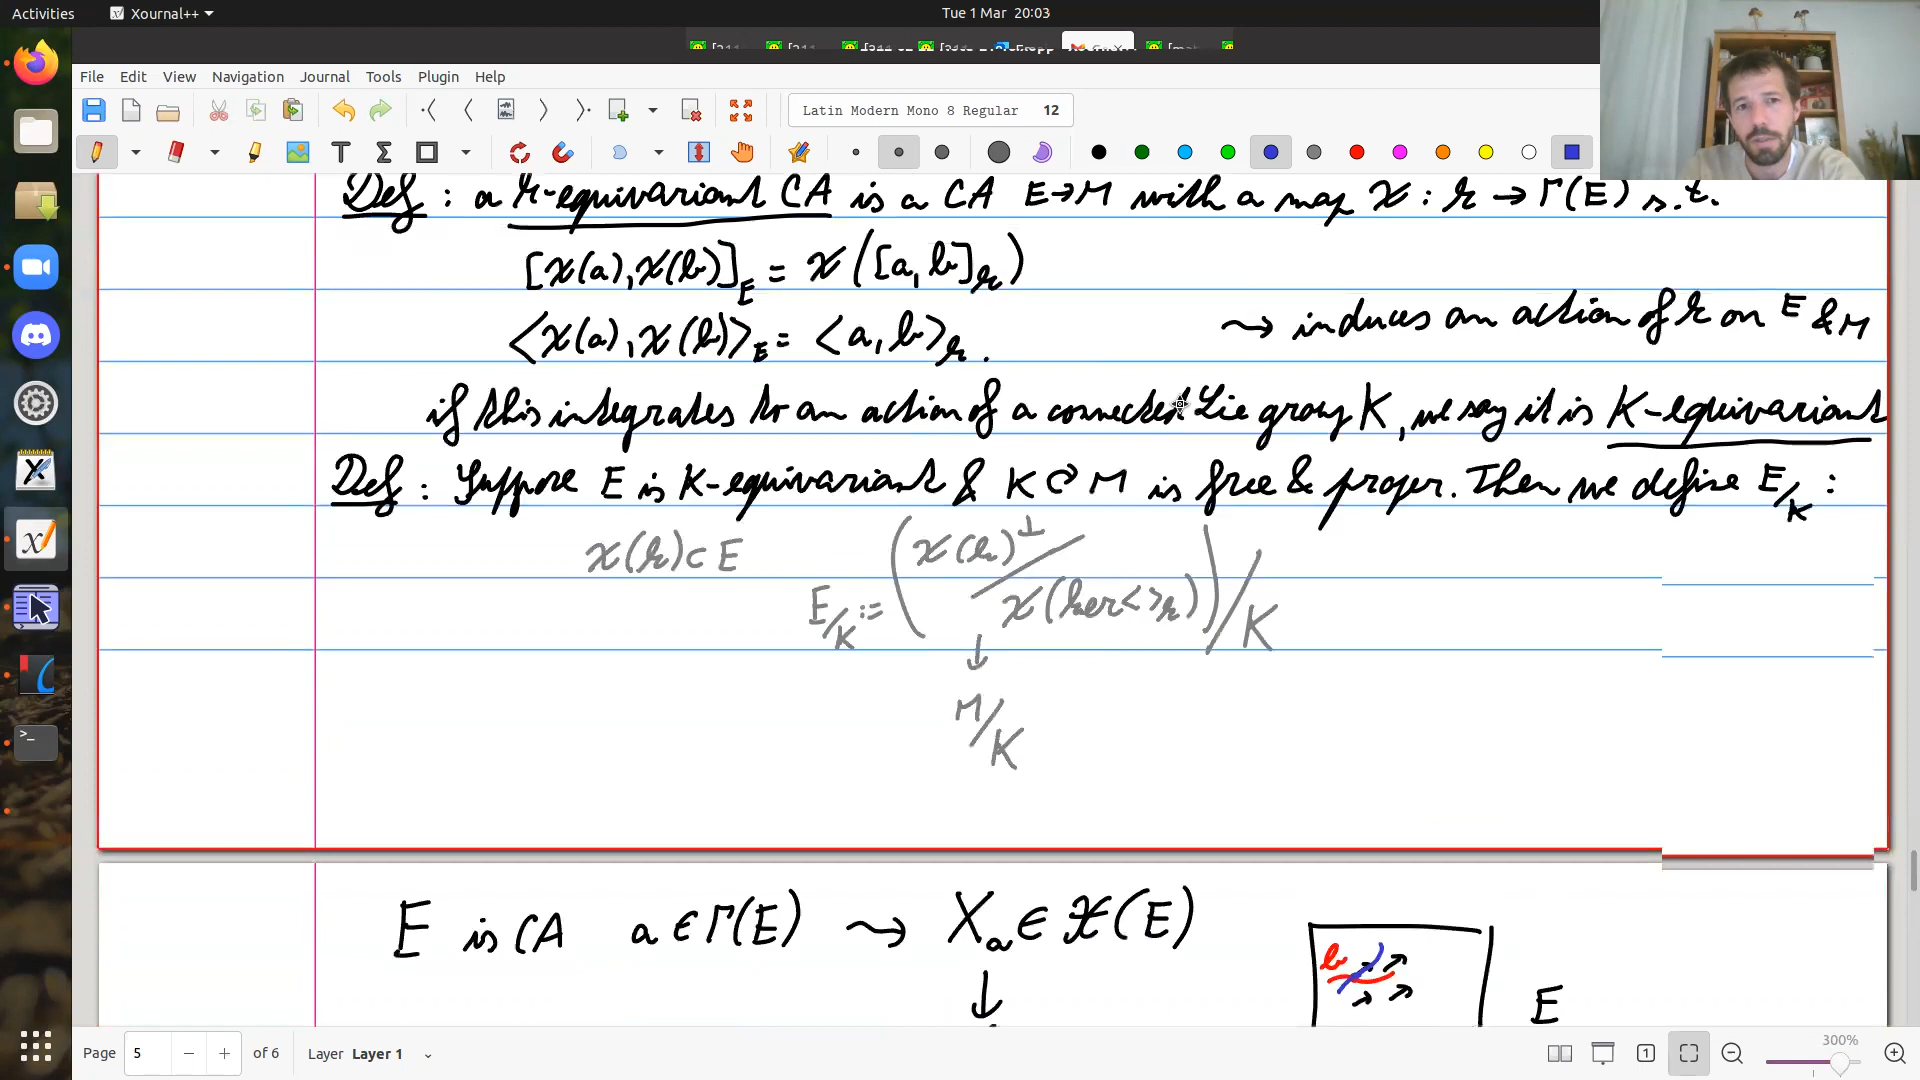 Activities Xournal++ Tue 1 Mar 20:03
File Edit View Navigation Journal Tools Plugin Help
Latin Modern Mono 8 Regular 12
Def : a k-equivariant CA is a CA E→M with a map χ : k → Γ(E) s.t.
[χ(a), χ(b)]_E = χ([a, b]_k)
<χ(a), χ(b)>_E = <a, b>_k .
⇝ induces an action of k on E & M
if this integrates to an action of a connected Lie group K, we say it is K-equivariant
Def : Suppose E is K-equivariant & K ↻ M is free & proper. Then we define E/K :
χ(k) ⊂ E
E/K := (χ(k)^⊥ / χ(ker<>_k)) / K
↓
M/K
E is CA a ∈ Γ(E) ⇝ X_a ∈ 𝔛(E)
↓
b
E
Page 5 of 6 Layer Layer 1 300%